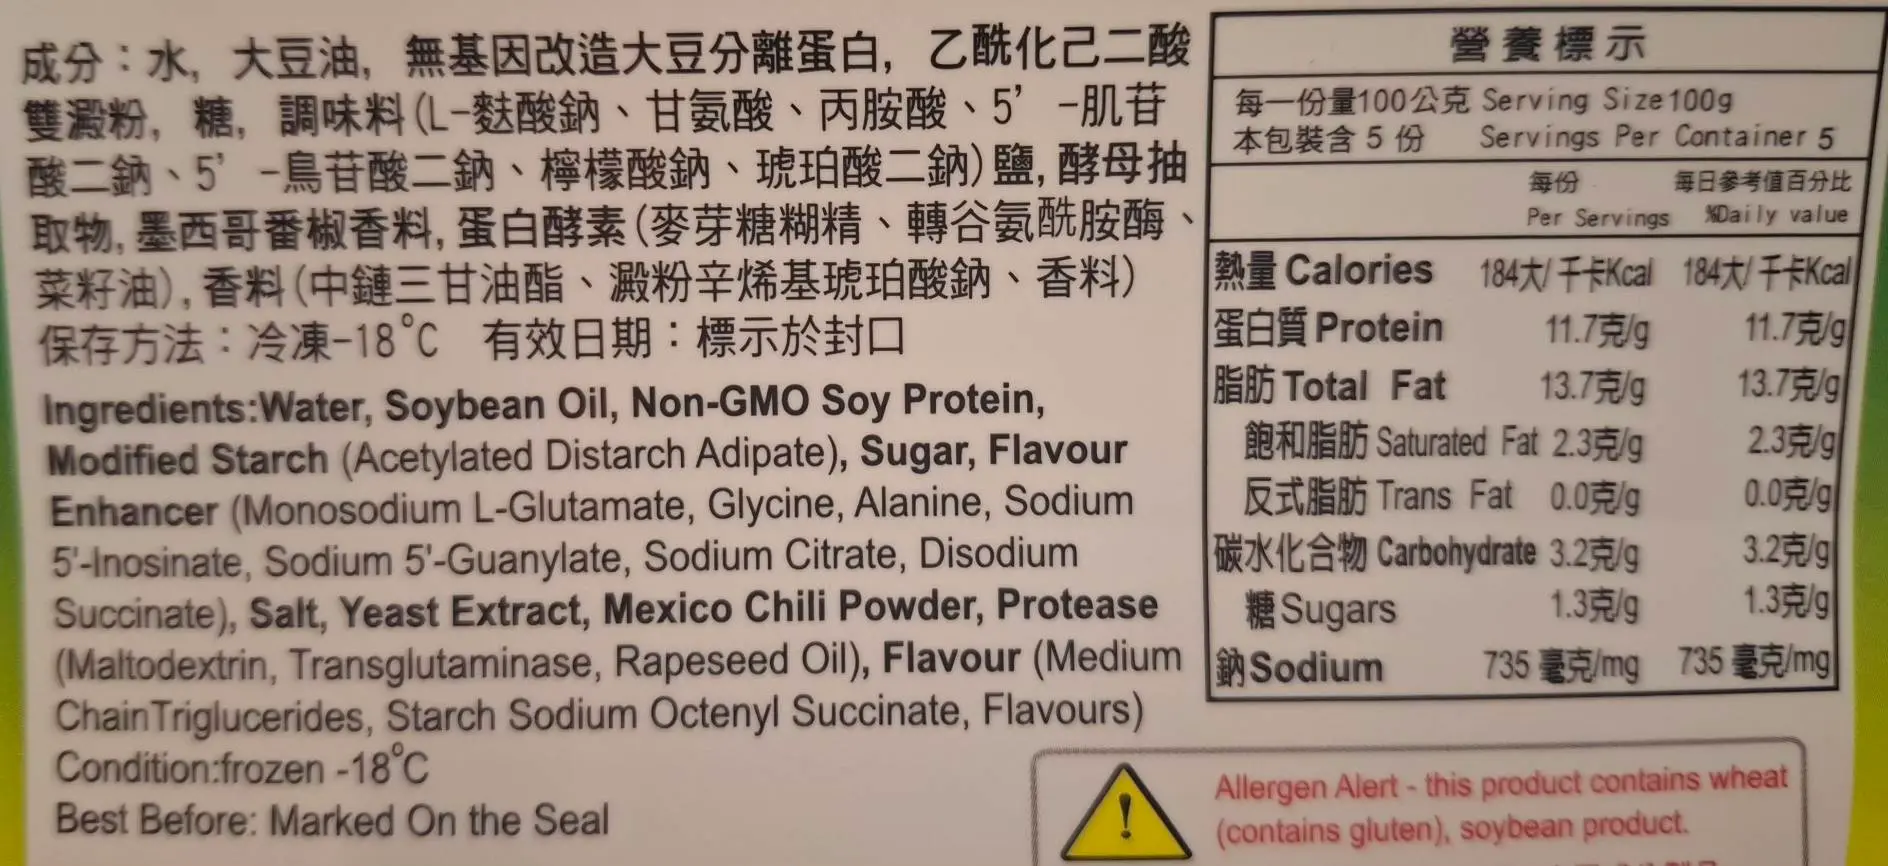 成分：水, 大豆油, 無基因改造大豆分離蛋白, 乙酰化己二酸
雙澱粉, 糖, 調味料(L-麩酸鈉、甘氨酸、丙胺酸、5' -肌苷
酸二鈉、5' -鳥苷酸二鈉、檸檬酸鈉、琥珀酸二鈉)鹽, 酵母抽
取物, 墨西哥番椒香料, 蛋白酵素(麥芽糖糊精、轉谷氨酰胺酶、
菜籽油), 香料(中鏈三甘油酯、澱粉辛烯基琥珀酸鈉、香料)
保存方法：冷凍-18°C 有效日期：標示於封口
Ingredients:Water, Soybean Oil, Non-GMO Soy Protein,
Modified Starch (Acetylated Distarch Adipate), Sugar, Flavour
Enhancer (Monosodium L-Glutamate, Glycine, Alanine, Sodium
5'-Inosinate, Sodium 5'-Guanylate, Sodium Citrate, Disodium
Succinate), Salt, Yeast Extract, Mexico Chili Powder, Protease
(Maltodextrin, Transglutaminase, Rapeseed Oil), Flavour (Medium
ChainTriglucerides, Starch Sodium Octenyl Succinate, Flavours)
Condition:frozen -18°C
Best Before: Marked On the Seal
營養標示
每一份量100公克 Serving Size100g
本包裝含 5 份 Servings Per Container 5
每份 每日參考值百分比
Per Servings %Daily value
熱量 Calories 184大/千卡Kcal 184大/千卡Kcal
蛋白質 Protein 11.7克/g 11.7克/g
脂肪 Total Fat 13.7克/g 13.7克/g
飽和脂肪 Saturated Fat 2.3克/g 2.3克/g
反式脂肪 Trans Fat 0.0克/g 0.0克/g
碳水化合物 Carbohydrate 3.2克/g 3.2克/g
糖 Sugars 1.3克/g 1.3克/g
鈉 Sodium 735 毫克/mg 735 毫克/mg
Allergen Alert - this product contains wheat
(contains gluten), soybean product.